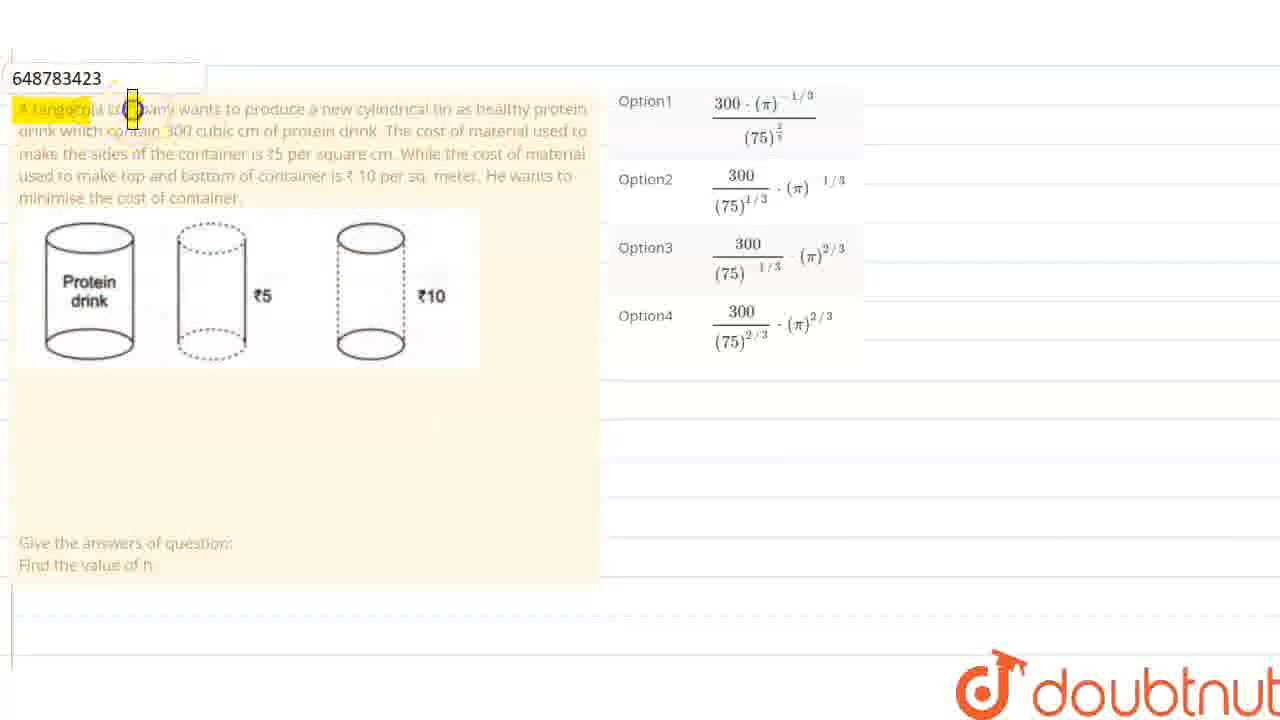 648783423
A tangocola company wants to produce a new cylindrical tin as healthy protein
drink which contain 300 cubic cm of protein drink. The cost of material used to
make the sides of the container is ₹5 per square cm. While the cost of material
used to make top and bottom of container is ₹ 10 per sq. meter. He wants to
minimise the cost of container.
Protein
drink
₹5
₹10
Give the answers of question:
Find the value of h
Option1 300 · (π)^−1/3 / (75)^2/3
Option2 300 / (75)^1/3 · (π)^1/3
Option3 300 / (75)^1/3 · (π)^2/3
Option4 300 / (75)^2/3 · (π)^2/3
doubtnut